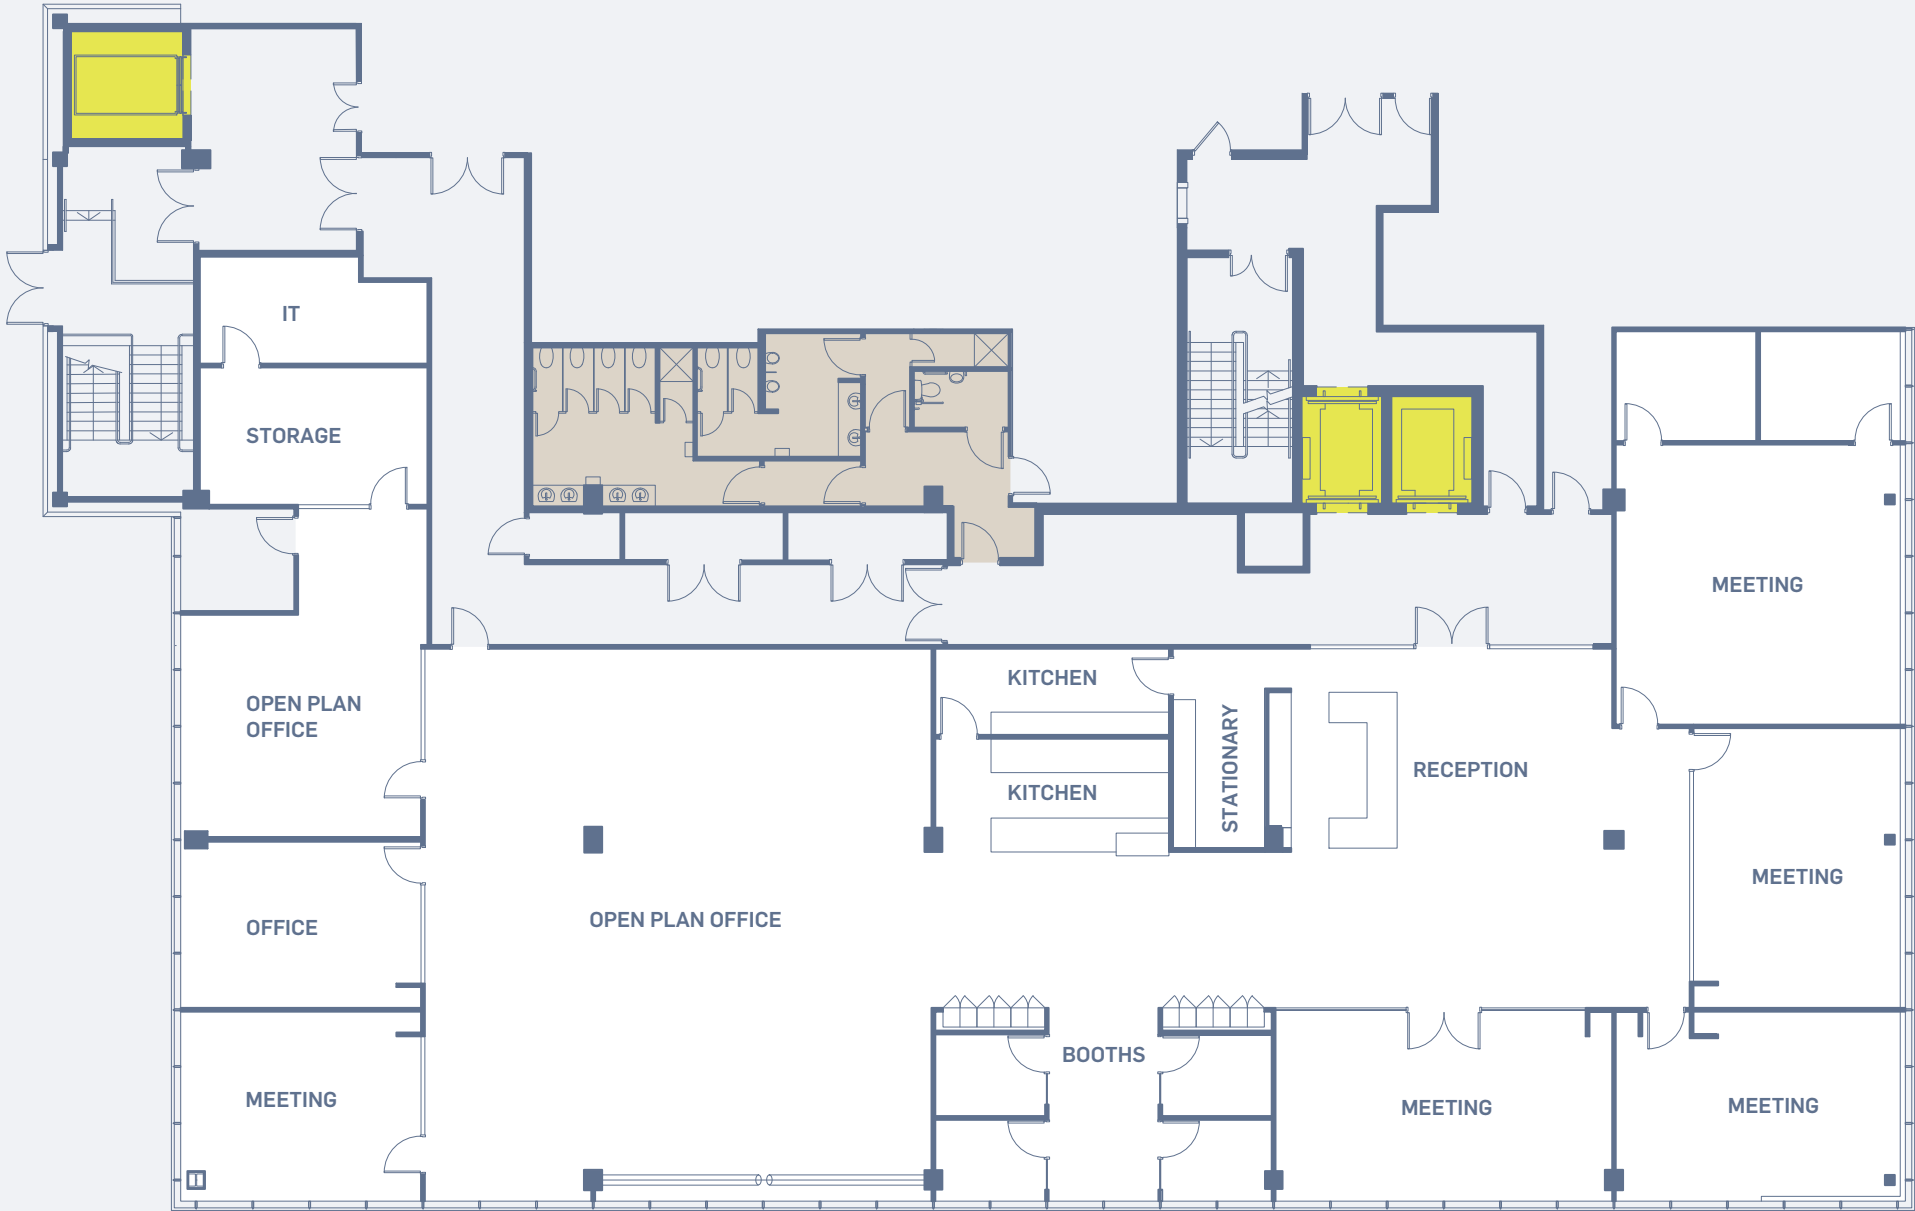 IT
STORAGE
MEETING
KITCHEN
OPEN PLAN
OFFICE
STATIONARY
RECEPTION
KITCHEN
MEETING
OFFICE
OPEN PLAN OFFICE
BOOTHS
MEETING
MEETING
MEETING